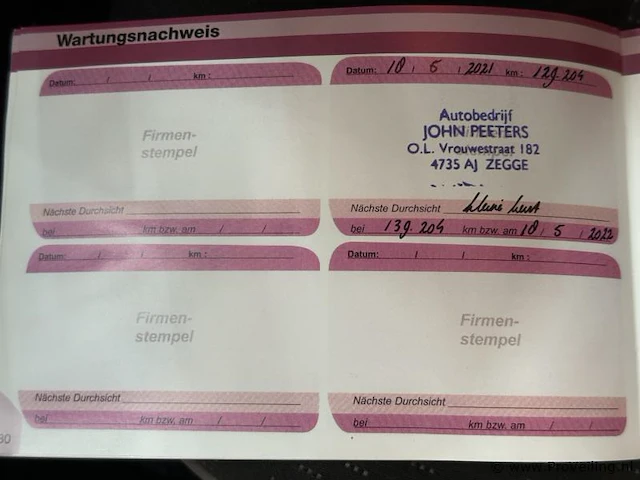 Wartungsnachweis
Datum: / / km :
Firmen-
stempel
Nächste Durchsicht
bei km bzw. am / /
Datum: 18 / 5 / 2021 km : 129.204
Autobedrijf
JOHN PEETERS
O.L. Vrouwestraat 182
4735 AJ ZEGGE
Nächste Durchsicht
bei 139.204 km bzw. am 18 / 5 / 2022
Datum: / / km :
Firmen-
stempel
Nächste Durchsicht
bei km bzw. am / /
Datum: / / km :
Firmen-
stempel
Nächste Durchsicht
bei km bzw. am / /
30
© www.ProVeiling.nl